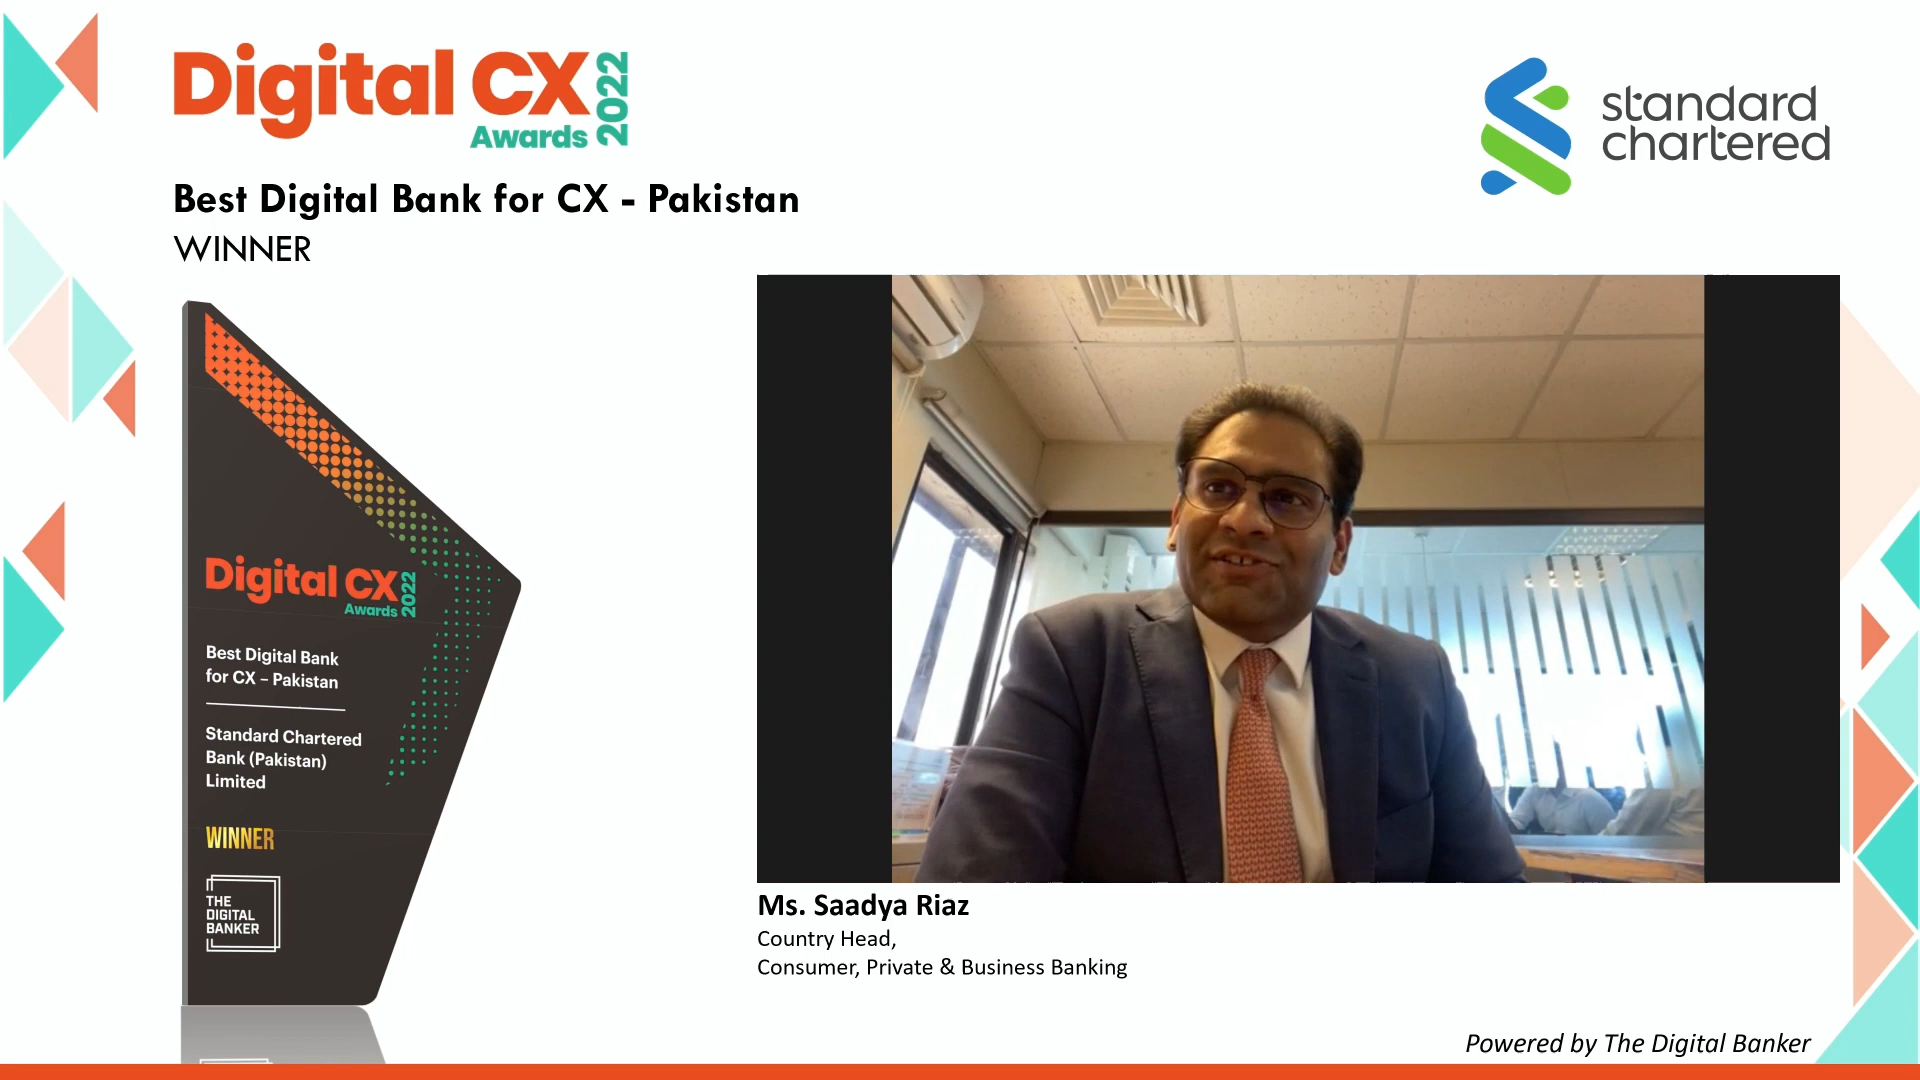 Digital CX
Awards
2022
standard
chartered
Best Digital Bank for CX - Pakistan
WINNER
Digital CX
Awards
2022
Best Digital Bank
for CX – Pakistan
Standard Chartered
Bank (Pakistan)
Limited
WINNER
THE
DIGITAL
BANKER
Ms. Saadya Riaz
Country Head,
Consumer, Private & Business Banking
Powered by The Digital Banker